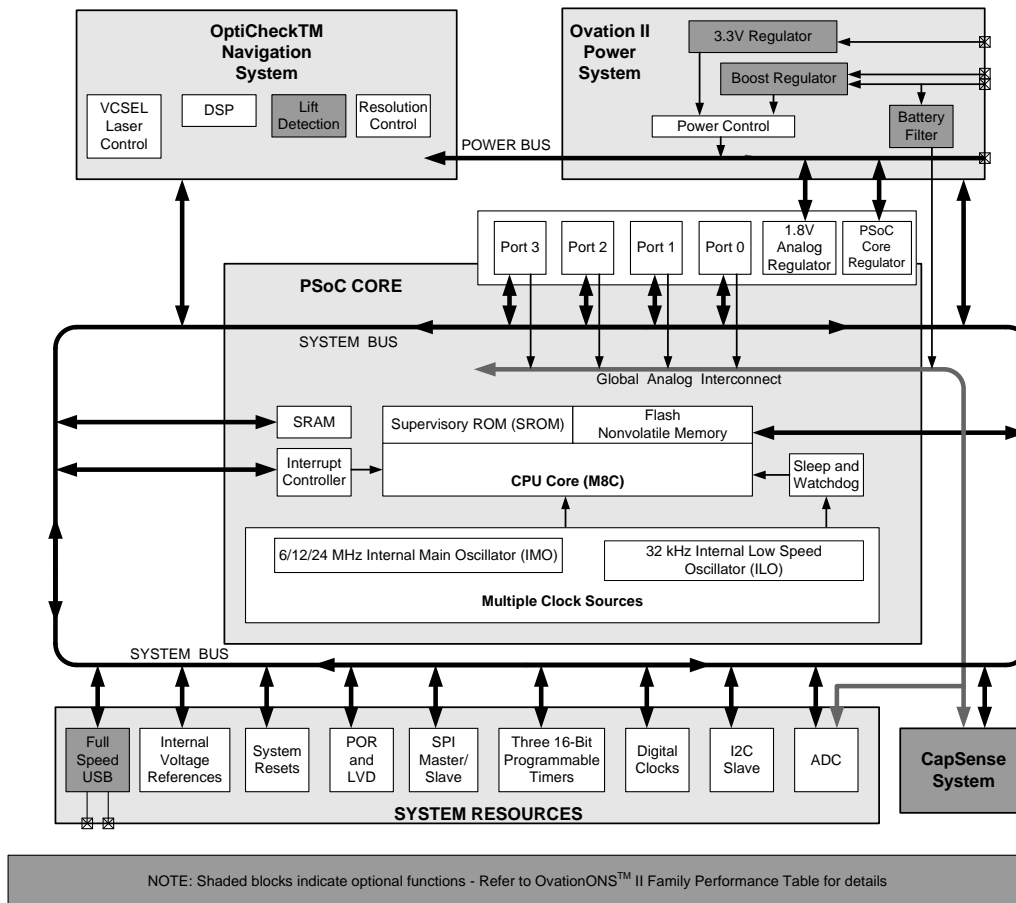 OptiCheckTM
Navigation
System
VCSEL
Laser
Control
DSP
Lift
Detection
Resolution
Control
Ovation II
Power
System
3.3V Regulator
Boost Regulator
Battery
Filter
Power Control
POWER BUS
Port 3
Port 2
Port 1
Port 0
1.8V
Analog
Regulator
PSoC
Core
Regulator
PSoC CORE
SYSTEM BUS
Global Analog Interconnect
SRAM
Interrupt
Controller
Supervisory ROM (SROM)
Flash
Nonvolatile Memory
CPU Core (M8C)
Sleep and
Watchdog
6/12/24 MHz Internal Main Oscillator (IMO)
32 kHz Internal Low Speed
Oscillator (ILO)
Multiple Clock Sources
SYSTEM BUS
Full
Speed
USB
Internal
Voltage
References
System
Resets
POR
and
LVD
SPI
Master/
Slave
Three 16-Bit
Programmable
Timers
Digital
Clocks
I2C
Slave
ADC
SYSTEM RESOURCES
CapSense
System
NOTE: Shaded blocks indicate optional functions - Refer to OvationONS™ II Family Performance Table for details